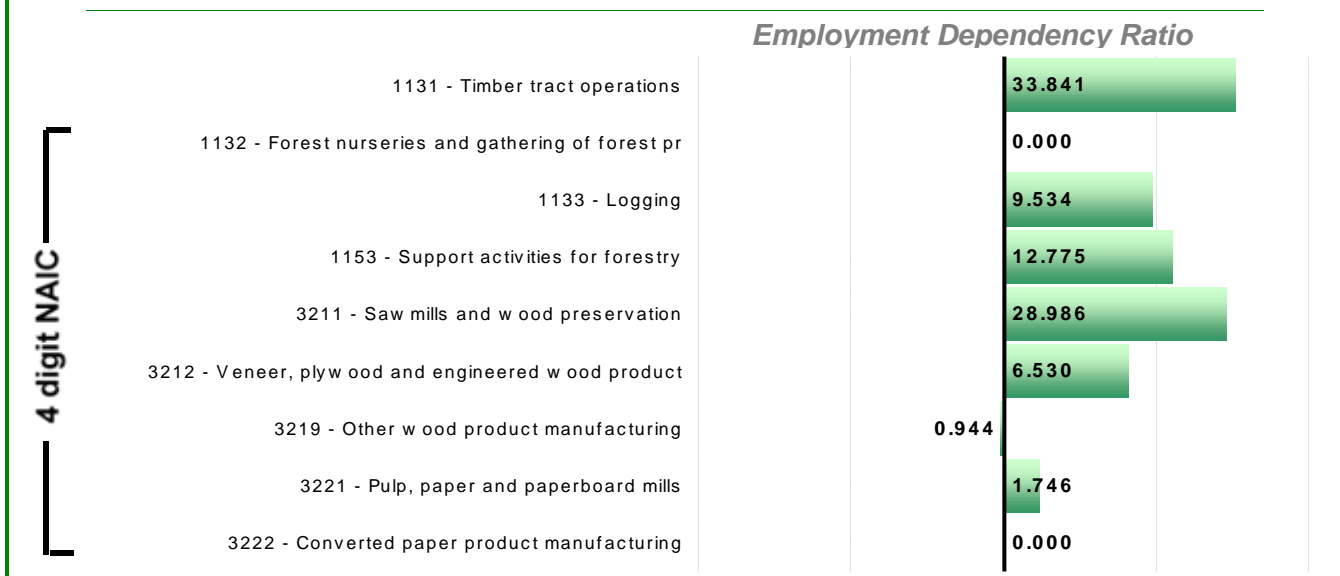 Employment Dependency Ratio
1131 - Timber tract operations 33.841
1132 - Forest nurseries and gathering of forest pr 0.000
1133 - Logging 9.534
1153 - Support activities for forestry 12.775
3211 - Saw mills and w ood preservation 28.986
3212 - Veneer, plyw ood and engineered w ood product 6.530
3219 - Other w ood product manufacturing 0.944
3221 - Pulp, paper and paperboard mills 1.746
3222 - Converted paper product manufacturing 0.000
4 digit NAIC